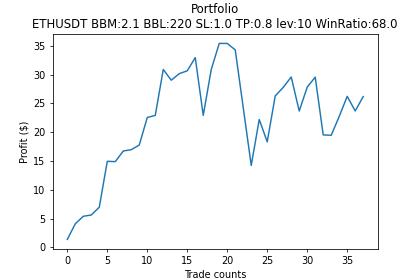 Portfolio
ETHUSDT BBM:2.1 BBL:220 SL:1.0 TP:0.8 lev:10 WinRatio:68.0
35
30
25
20
15
10
5
0
Profit ($)
0 5 10 15 20 25 30 35
Trade counts